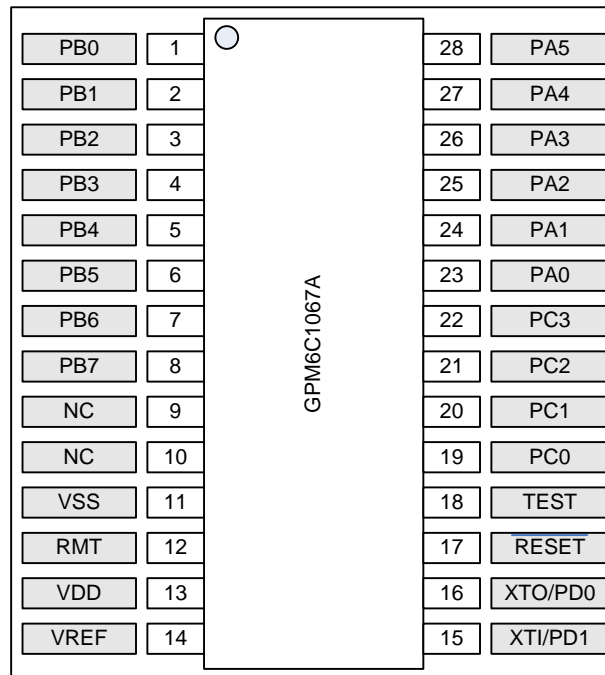 PB0 1 28 PA5
PB1 2 27 PA4
PB2 3 26 PA3
PB3 4 25 PA2
PB4 5 24 PA1
PB5 6 23 PA0
PB6 7 22 PC3
PB7 8 21 PC2
NC 9 20 PC1
NC 10 19 PC0
VSS 11 18 TEST
RMT 12 17 RESET
VDD 13 16 XTO/PD0
VREF 14 15 XTI/PD1
GPM6C1067A